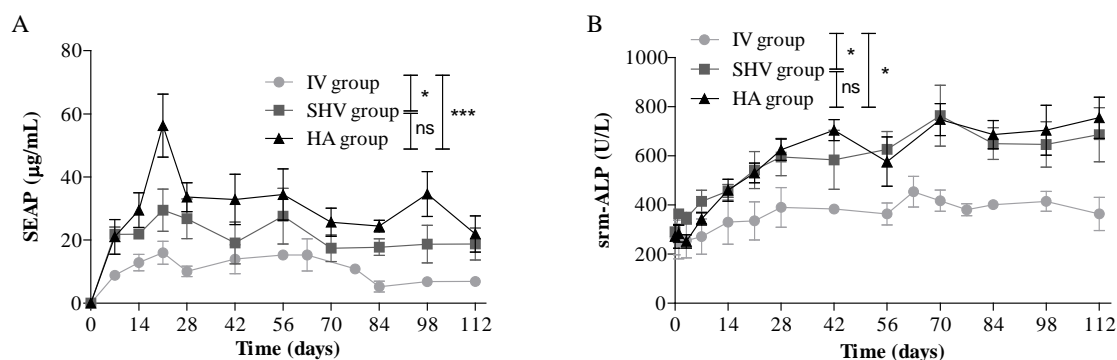 A
SEAP (µg/mL)
80
60
40
20
0
0 14 28 42 56 70 84 98 112
Time (days)
IV group
SHV group
HA group
*
ns
***
B
srm-ALP (U/L)
1000
800
600
400
200
0
0 14 28 42 56 70 84 98 112
Time (days)
IV group
SHV group
HA group
*
ns
*